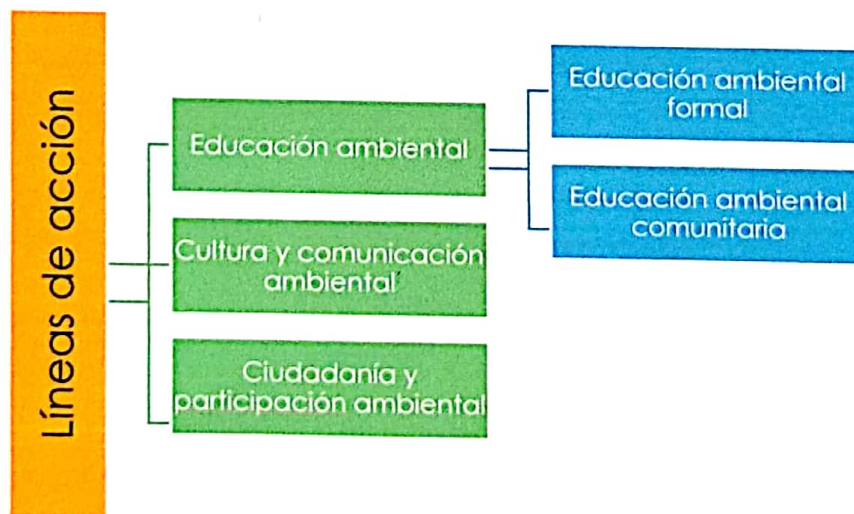 Líneas de acción
Educación ambiental
Cultura y comunicación
ambiental
Ciudadanía y
participación ambiental
Educación ambiental
formal
Educación ambiental
comunitaria